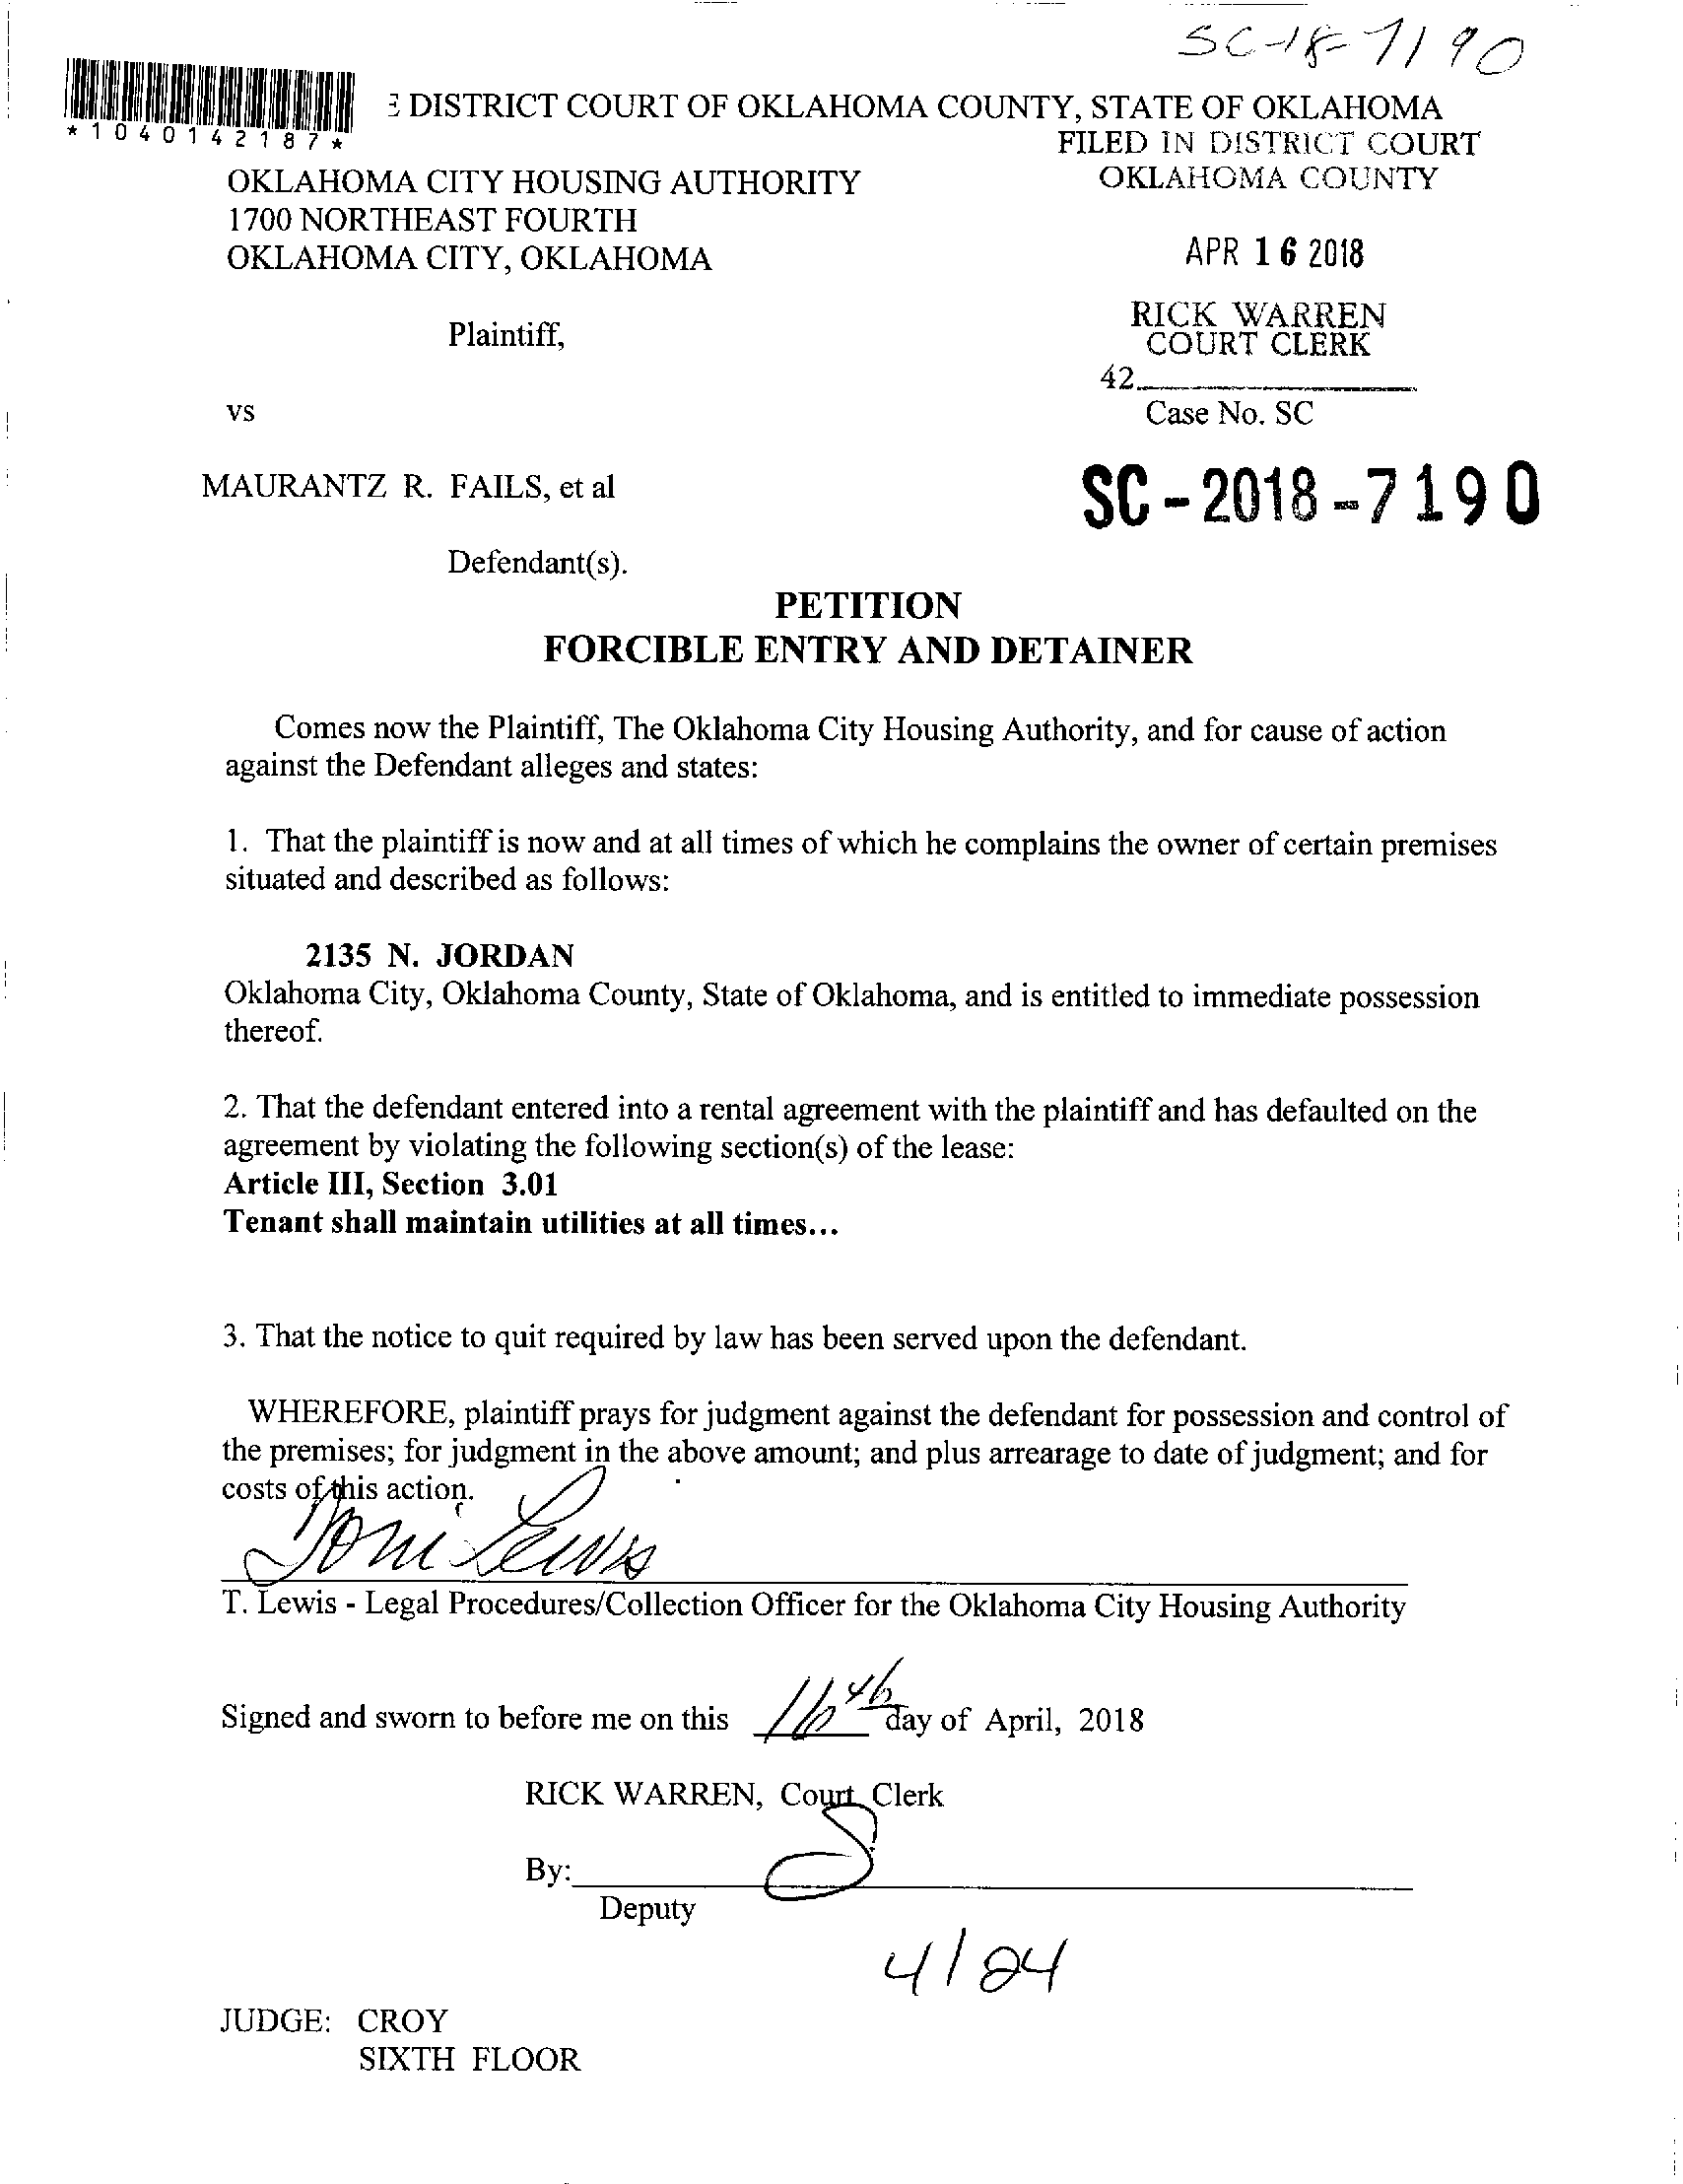 SC-18-7190
E DISTRICT COURT OF OKLAHOMA COUNTY, STATE OF OKLAHOMA
*1040142187*
FILED IN DISTRICT COURT
OKLAHOMA COUNTY
OKLAHOMA CITY HOUSING AUTHORITY
1700 NORTHEAST FOURTH
OKLAHOMA CITY, OKLAHOMA
APR 16 2018
RICK WARREN
COURT CLERK
Plaintiff,
42
vs
Case No. SC
MAURANTZ R. FAILS, et al
SC-2018-7190
Defendant(s).
PETITION
FORCIBLE ENTRY AND DETAINER
Comes now the Plaintiff, The Oklahoma City Housing Authority, and for cause of action
against the Defendant alleges and states:
1. That the plaintiff is now and at all times of which he complains the owner of certain premises
situated and described as follows:
2135 N. JORDAN
Oklahoma City, Oklahoma County, State of Oklahoma, and is entitled to immediate possession
thereof.
2. That the defendant entered into a rental agreement with the plaintiff and has defaulted on the
agreement by violating the following section(s) of the lease:
Article III, Section 3.01
Tenant shall maintain utilities at all times...
3. That the notice to quit required by law has been served upon the defendant.
WHEREFORE, plaintiff prays for judgment against the defendant for possession and control of
the premises; for judgment in the above amount; and plus arrearage to date of judgment; and for
costs of this action.
Toni Lewis
T. Lewis - Legal Procedures/Collection Officer for the Oklahoma City Housing Authority
Signed and sworn to before me on this 16th day of April, 2018
RICK WARREN, Court Clerk
By:
Deputy
4/24
JUDGE: CROY
SIXTH FLOOR